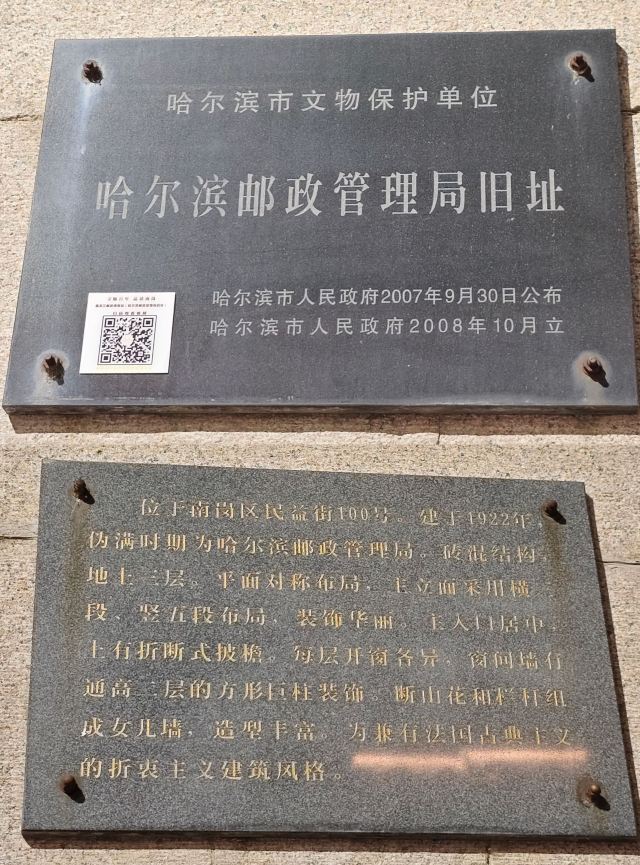 哈尔滨市文物保护单位
哈尔滨邮政管理局旧址
哈尔滨市人民政府2007年9月30日公布
哈尔滨市人民政府2008年10月立
位于南岗区民益街100号。建于1922年，
伪满时期为哈尔滨邮政管理局。砖混结构，
地上三层。平面对称布局，主立面采用横三
段、竖五段布局，装饰华丽。主入口居中，
上有折断式披檐。每层开窗各异，窗间墙有
通高二层的方形巨柱装饰。断山花和栏杆组
成女儿墙，造型丰富。为兼有法国古典主义
的折衷主义建筑风格。